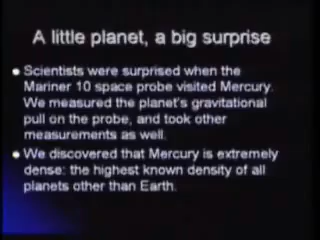 A little planet, a big surprise
Scientists were surprised when the
Mariner 10 space probe visited Mercury.
We measured the planet's gravitational
pull on the probe, and took other
measurements as well.
We discovered that Mercury is extremely
dense: the highest known density of all
planets other than Earth.